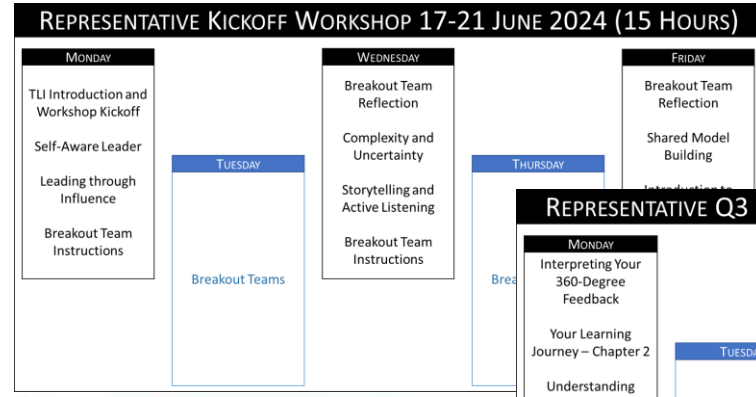 REPRESENTATIVE KICKOFF WORKSHOP 17-21 JUNE 2024 (15 HOURS)
MONDAY
TLI Introduction and
Workshop Kickoff
Self-Aware Leader
Leading through
Influence
Breakout Team
Instructions
TUESDAY
Breakout Teams
WEDNESDAY
Breakout Team
Reflection
Complexity and
Uncertainty
Storytelling and
Active Listening
Breakout Team
Instructions
THURSDAY
Brea
FRIDAY
Breakout Team
Reflection
Shared Model
Building
Introduction to
REPRESENTATIVE Q3
MONDAY
Interpreting Your
360-Degree
Feedback
Your Learning
Journey – Chapter 2
Understanding
TUESDA